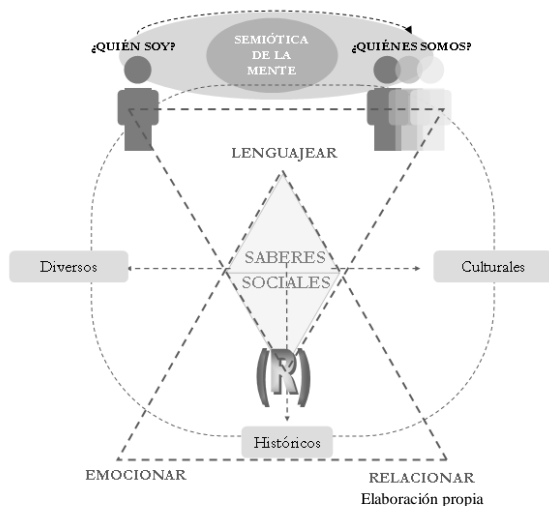 SEMIÓTICA
DE LA
MENTE
¿QUIÉN SOY?
¿QUIÉNES SOMOS?
LENGUAJEAR
SABERES
SOCIALES
Diversos
Culturales
(R)
Históricos
EMOCIONAR
RELACIONAR
Elaboración propia